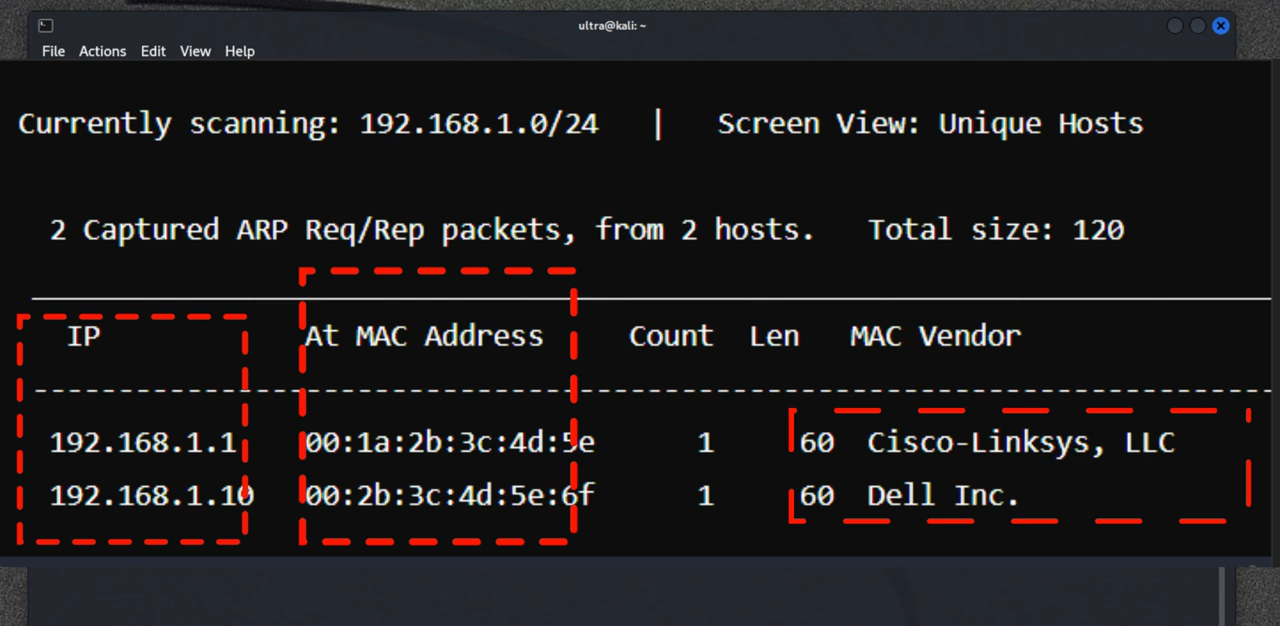 ultra@kali: ~
File Actions Edit View Help
Currently scanning: 192.168.1.0/24 | Screen View: Unique Hosts
2 Captured ARP Req/Rep packets, from 2 hosts. Total size: 120
IP At MAC Address Count Len MAC Vendor
192.168.1.1 00:1a:2b:3c:4d:5e 1 60 Cisco-Linksys, LLC
192.168.1.10 00:2b:3c:4d:5e:6f 1 60 Dell Inc.